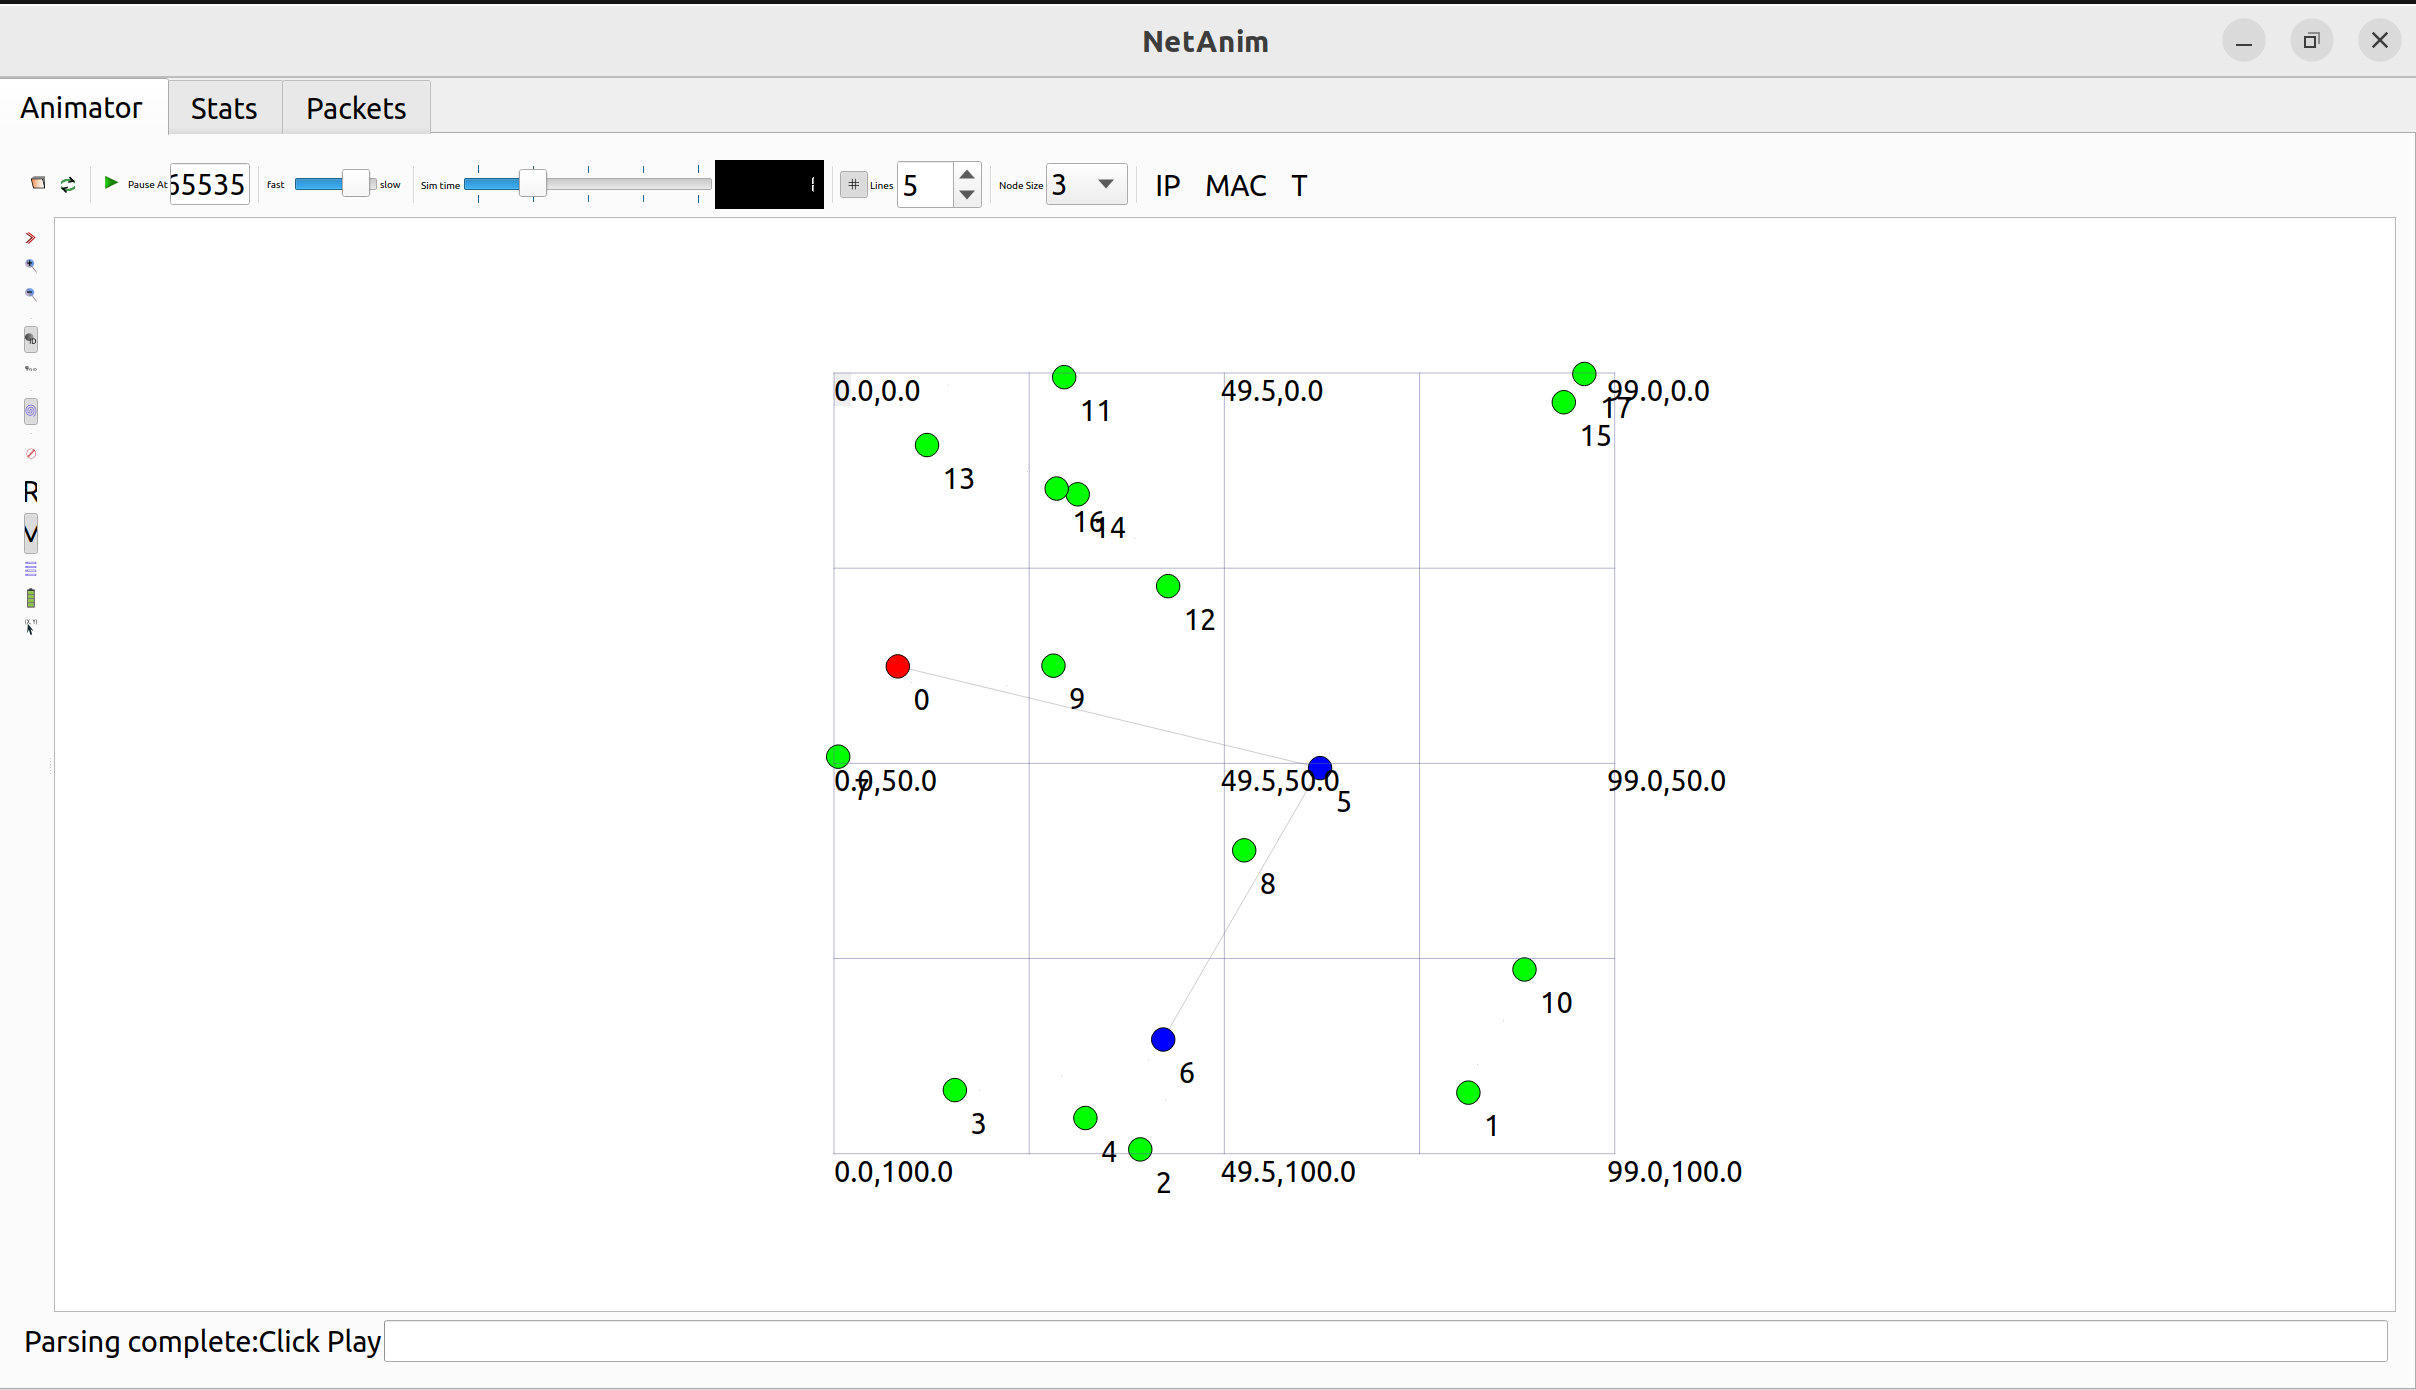 NetAnim
Animator Stats Packets
Pause At 65535 fast slow Sim time 1 # Lines 5 Node Size 3 IP MAC T
R
V
0.0,0.0 49.5,0.0 99.0,0.0
11
17
15
13
16 14
12
0
9
0.0,50.0 49.5,50.0 99.0,50.0
7
5
8
10
6
3
4
1
2
0.0,100.0 49.5,100.0 99.0,100.0
Parsing complete:Click Play